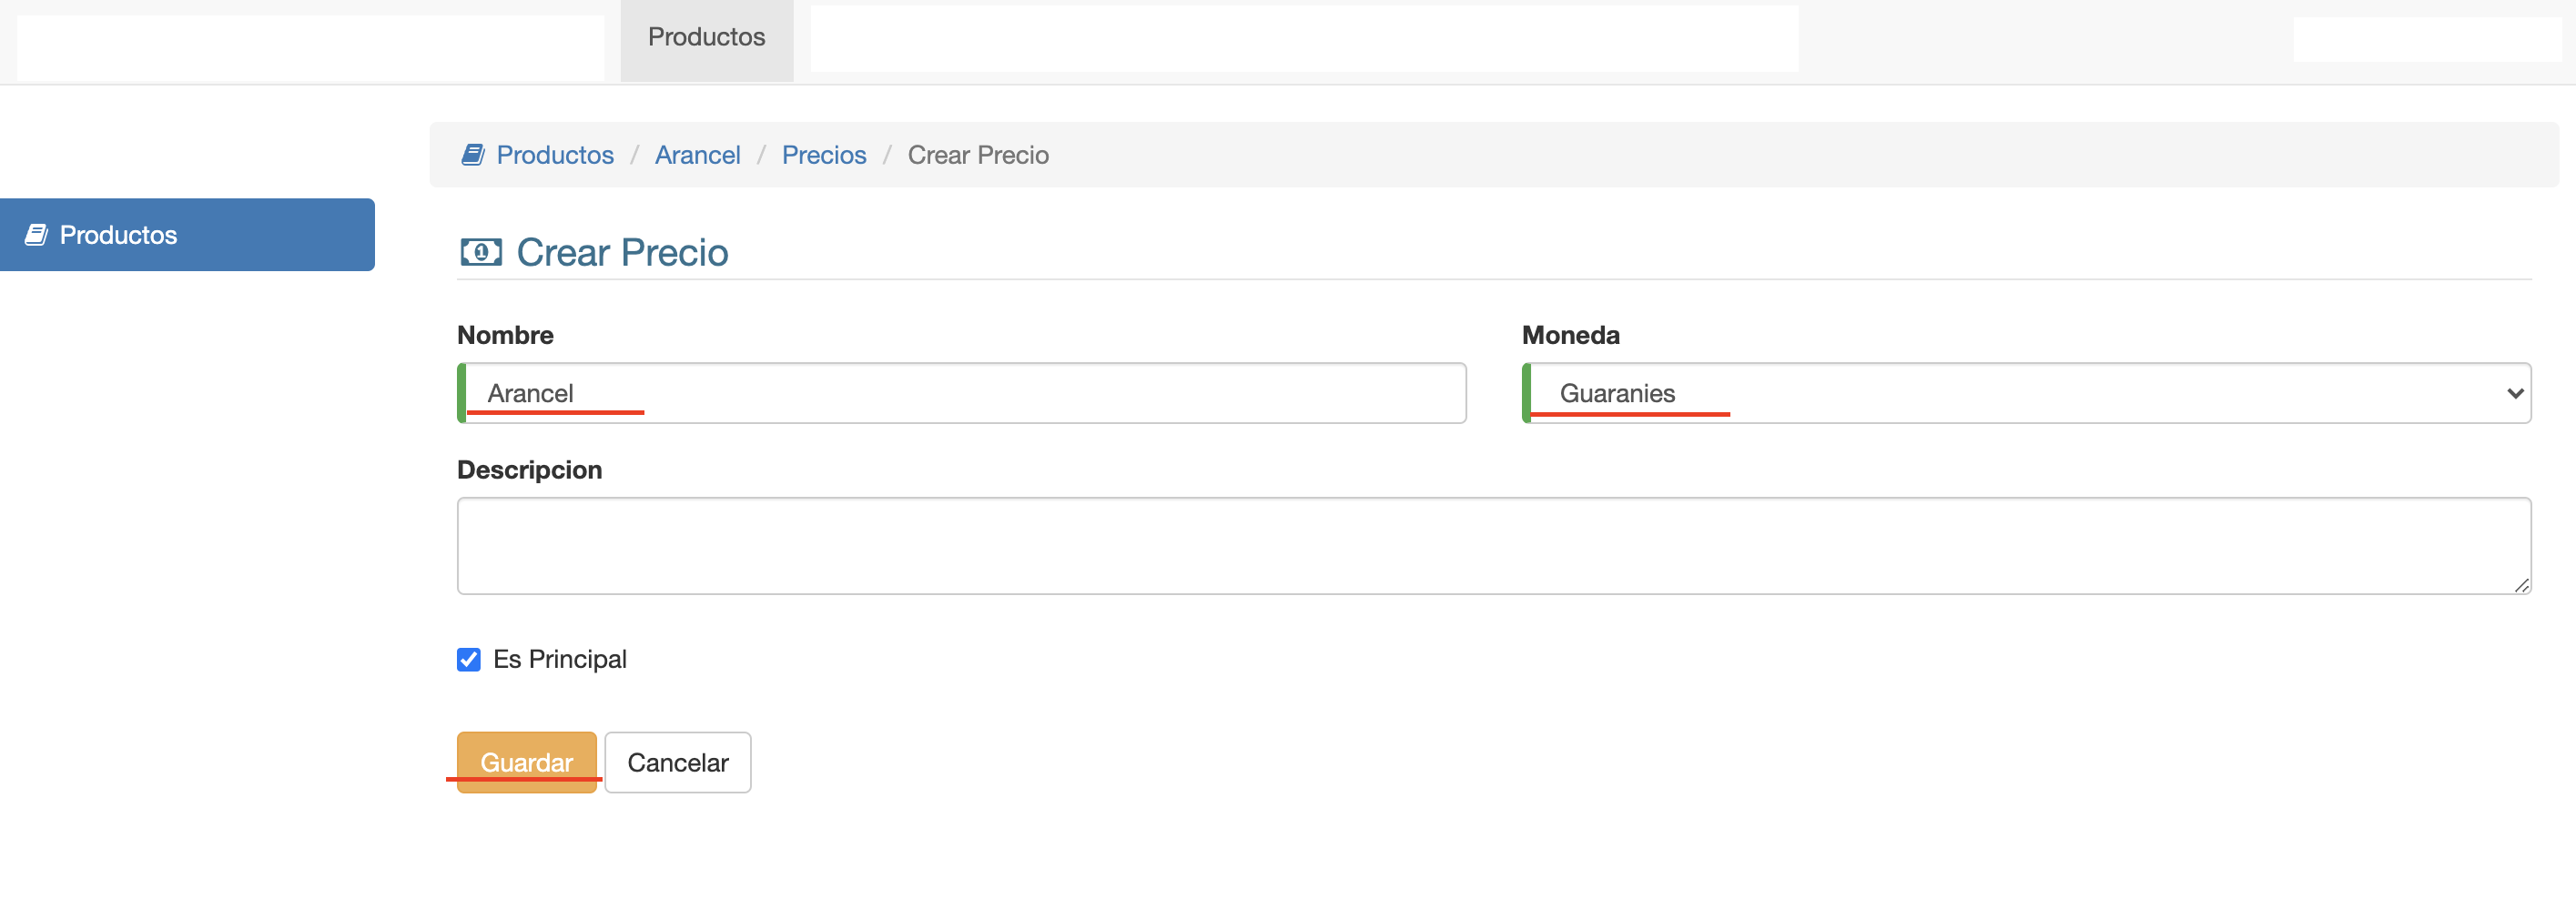 Productos
Productos / Arancel / Precios / Crear Precio
Productos
Crear Precio
Nombre
Moneda
Arancel
Guaranies
Descripcion
Es Principal
Guardar
Cancelar